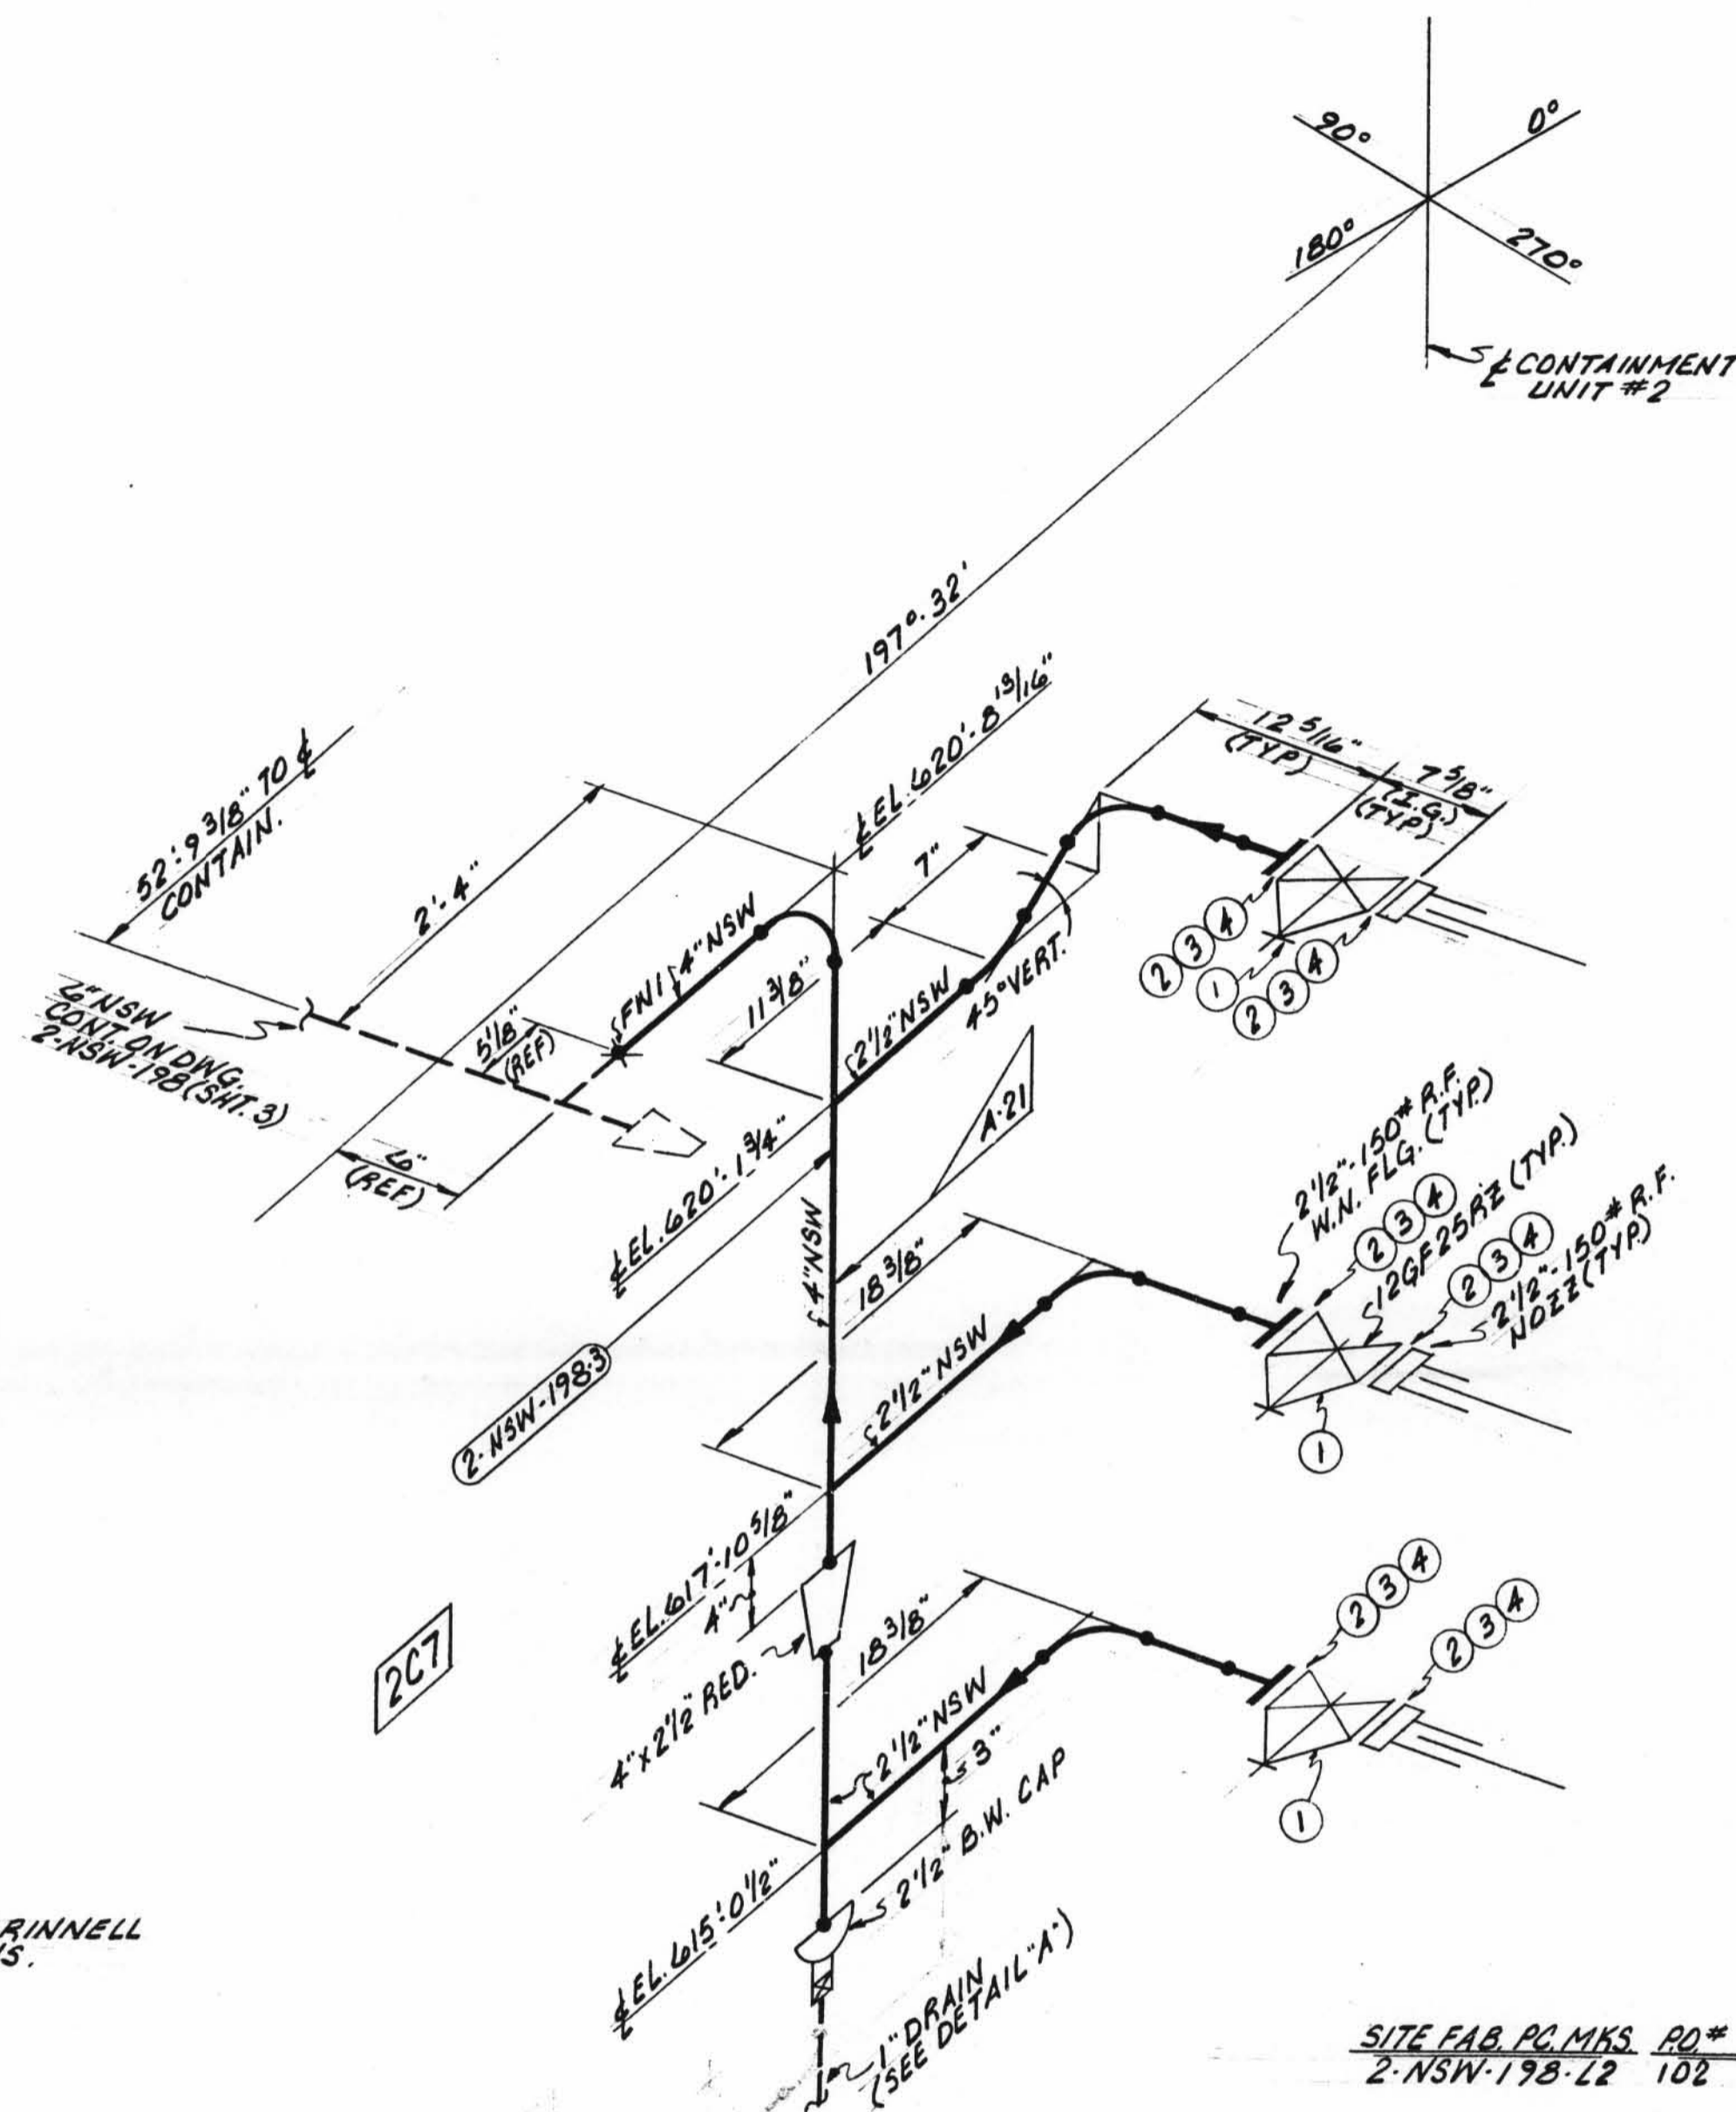 90°
0°
180°
270°
℄ CONTAINMENT
UNIT #2
197°-32'
℄ EL. 620'-8 13/16"
52'-9 3/8" TO ℄
CONTAIN.
2'-4"
12 5/16"
(TYP)
7 5/8"
(I.G.)
(TYP)
7"
FW1
4" NSW
11 3/8"
2 1/2" NSW
45° VERT.
2 3 4
1
2 3 4
6" NSW
CONT. ON DWG.
2-NSW-198 (SHT. 3)
5 1/8"
(REF)
6"
(REF)
A-21
℄ EL. 620'-1 3/4"
4" NSW
18 3/8"
2 1/2"-150# R.F.
W.N. FLG. (TYP.)
2 3 4
12GF25RZ (TYP.)
2 3 4
2 1/2"-150# R.F.
NOZZ (TYP)
2-NSW-198-3
2 1/2" NSW
1
℄ EL. 617'-10 5/8"
4"
4" x 2 1/2" RED.
18 3/8"
2 3 4
2 3 4
2C7
2 1/2" NSW
3"
2 1/2" B.W. CAP
1
℄ EL. 615'-0 1/2"
RINNELL
S.
1" DRAIN
(SEE DETAIL "A")
SITE FAB. PC. MKS. P.O.#
2-NSW-198-L2 102